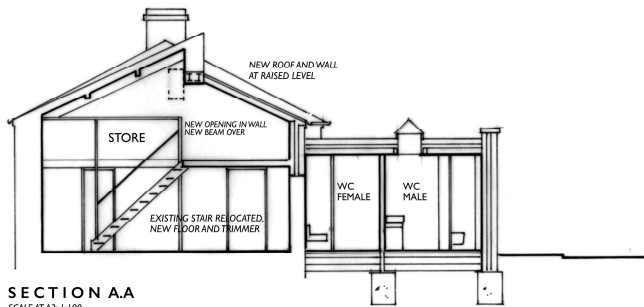 NEW ROOF AND WALL
AT RAISED LEVEL
NEW OPENING IN WALL
NEW BEAM OVER
STORE
WC
FEMALE
WC
MALE
EXISTING STAIR RELOCATED.
NEW FLOOR AND TRIMMER
SECTION A.A
SCALE AT A3: 1:100